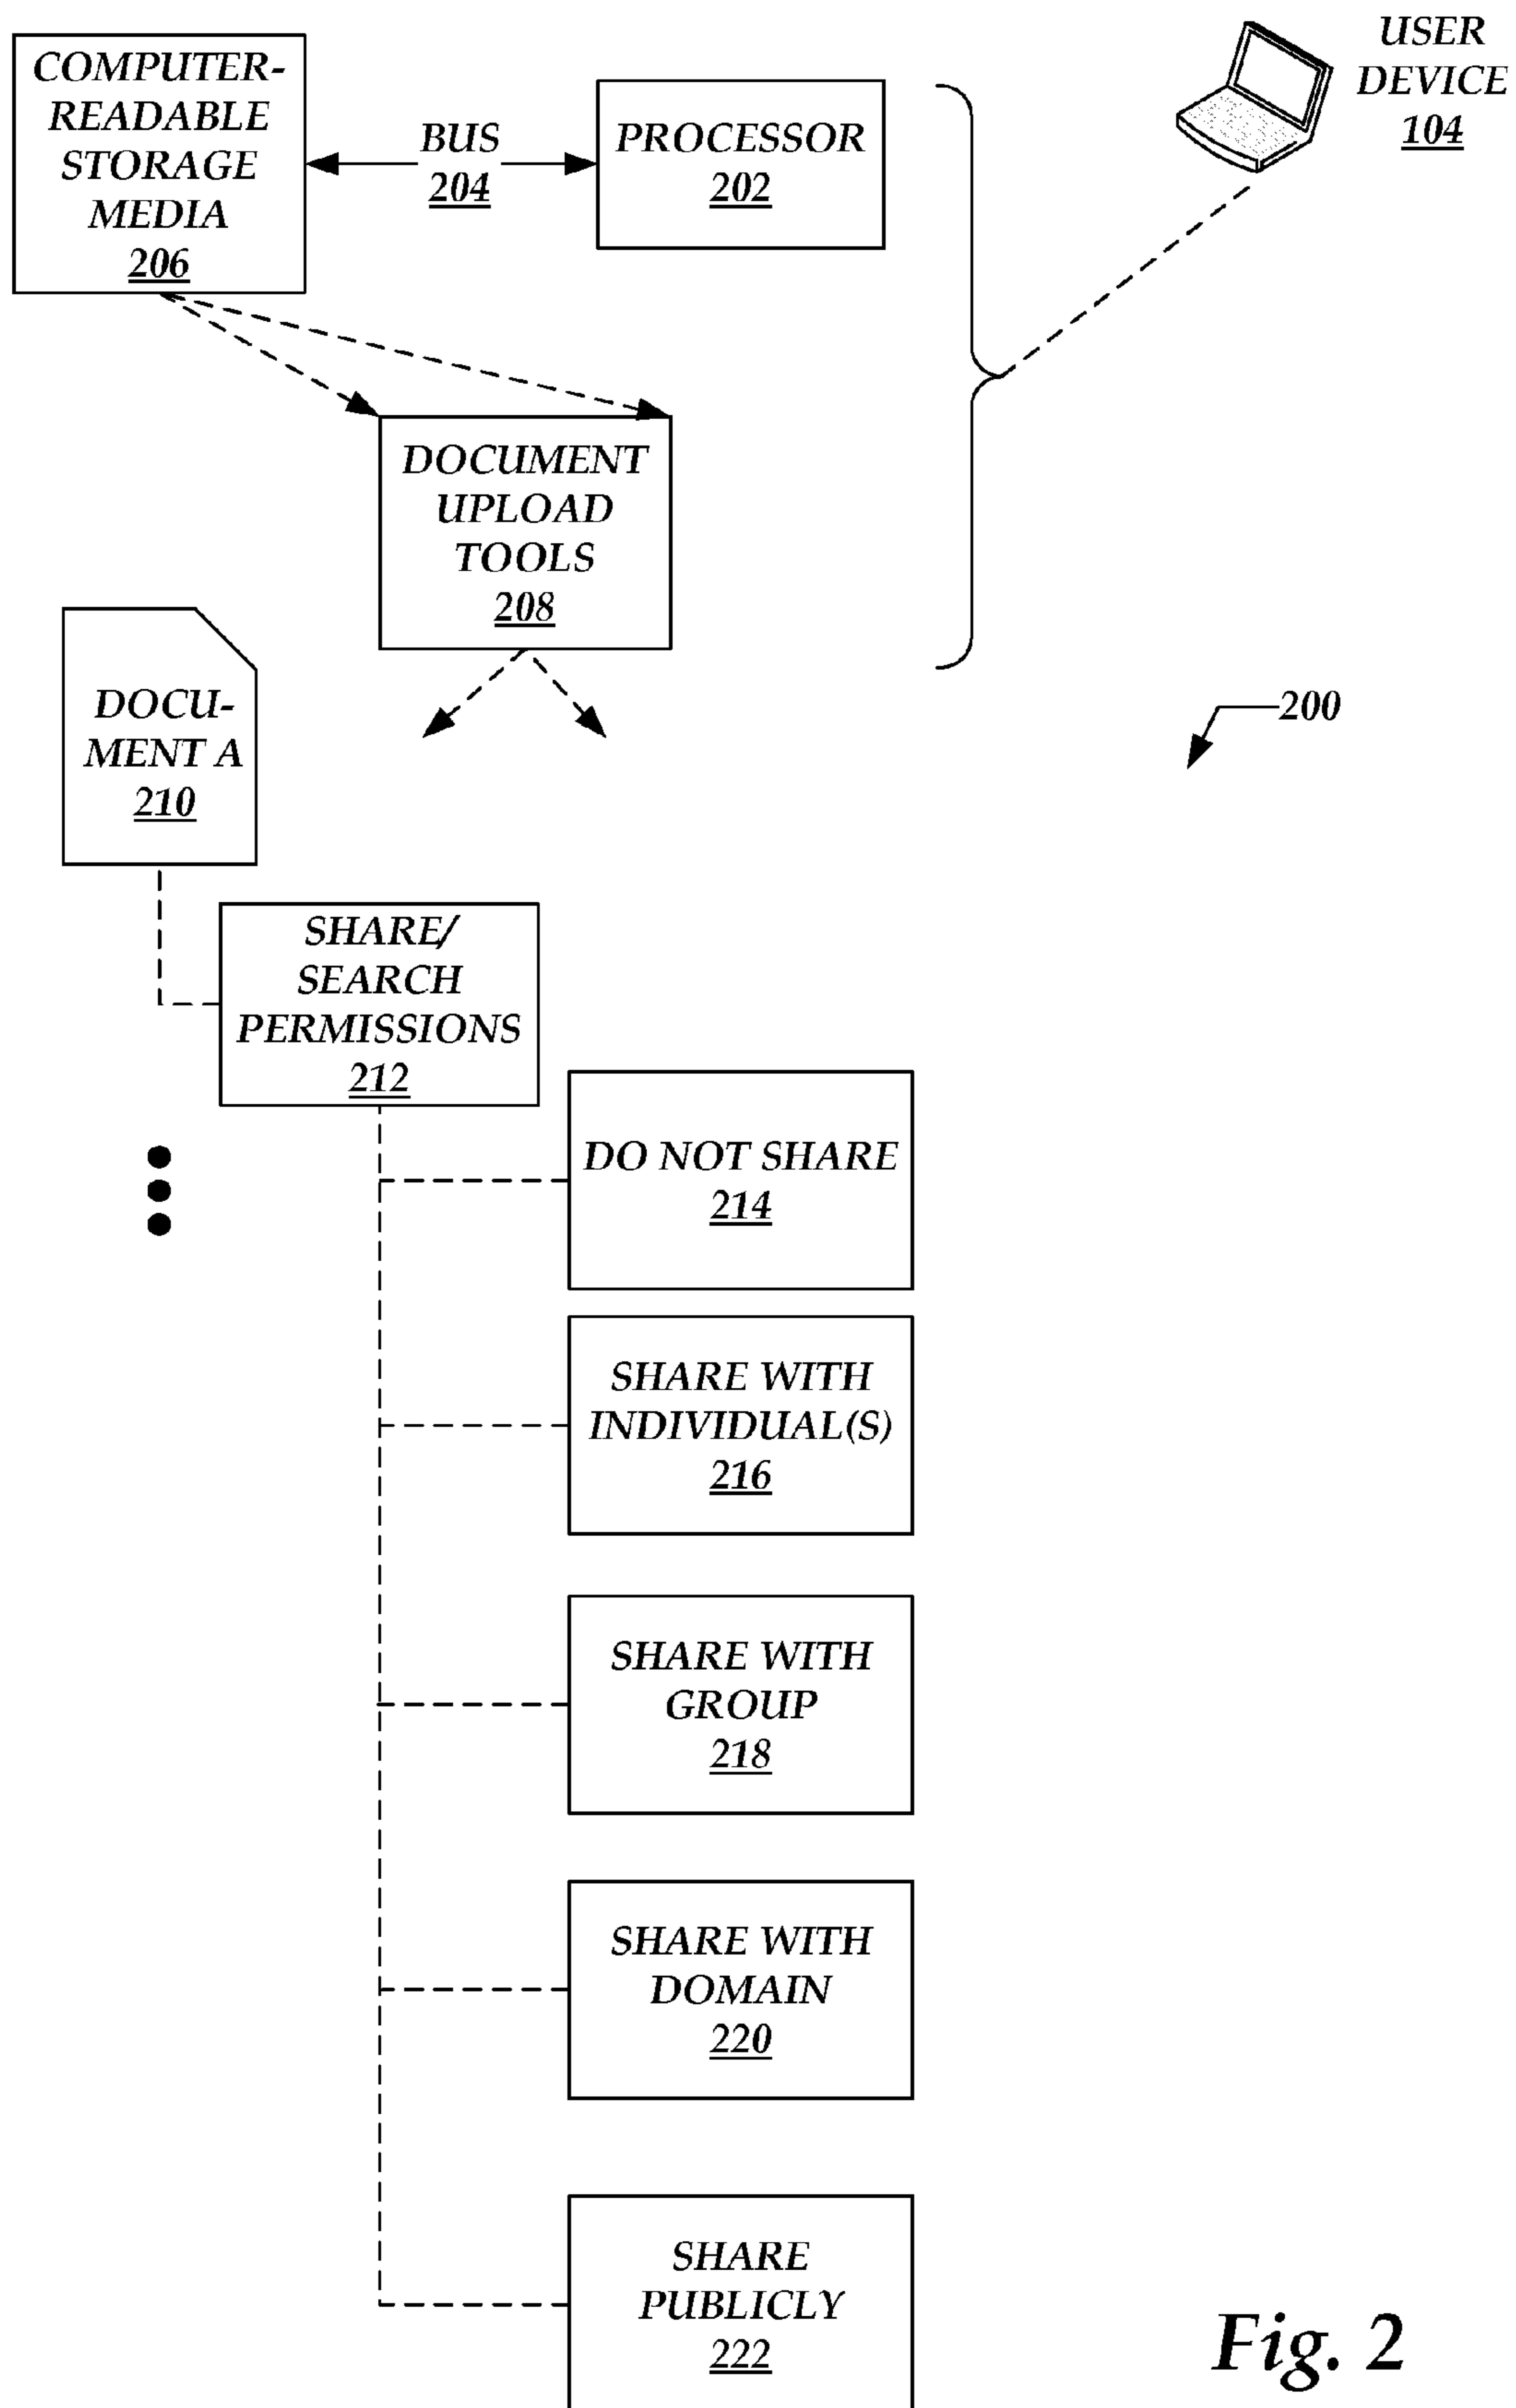 COMPUTER-
READABLE
STORAGE
MEDIA
206
BUS
204
PROCESSOR
202
USER
DEVICE
104
DOCUMENT
UPLOAD
TOOLS
208
DOCU-
MENT A
210
200
SHARE/
SEARCH
PERMISSIONS
212
DO NOT SHARE
214
SHARE WITH
INDIVIDUAL(S)
216
SHARE WITH
GROUP
218
SHARE WITH
DOMAIN
220
SHARE
PUBLICLY
222
Fig. 2